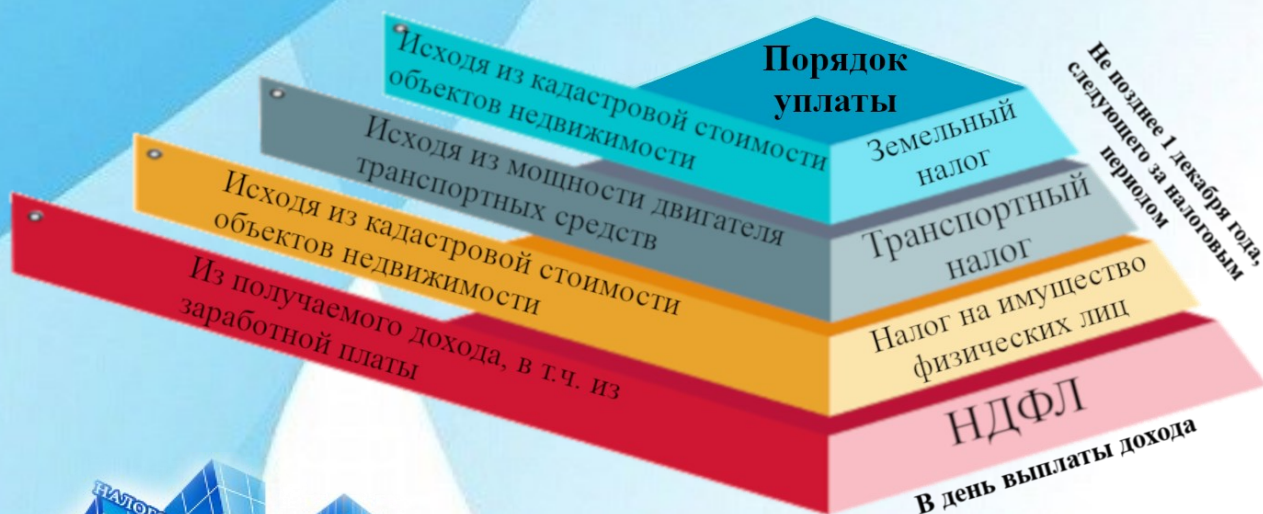 Порядок
уплаты
Исходя из кадастровой стоимости
объектов недвижимости
Земельный
налог
Исходя из мощности двигателя
транспортных средств
Транспортный
налог
Исходя из кадастровой стоимости
объектов недвижимости
Налог на имущество
физических лиц
Из получаемого дохода, в т.ч. из
заработной платы
НДФЛ
Не позднее 1 декабря года,
следующего за налоговым
периодом
В день выплаты дохода